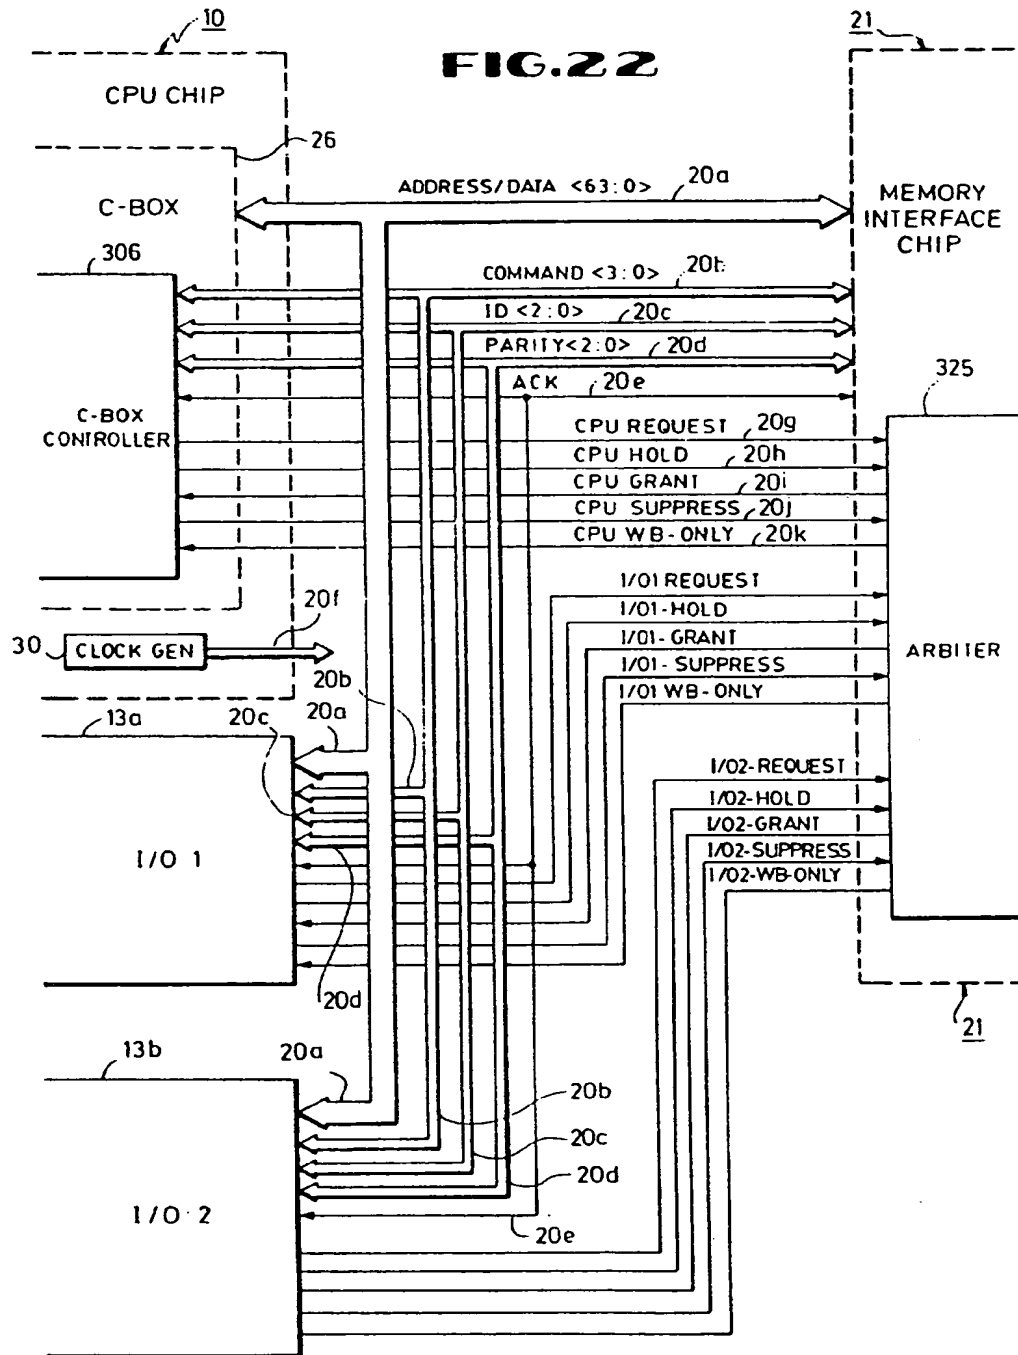 10
21
FIG.22
CPU CHIP
26
C-BOX
ADDRESS/DATA <63:0>
20a
MEMORY
INTERFACE
CHIP
306
COMMAND <3:0>
20b
ID <2:0>
20c
PARITY<2:0>
20d
ACK
20e
325
C-BOX
CONTROLLER
CPU REQUEST
20g
CPU HOLD
20h
CPU GRANT
20i
CPU SUPPRESS
20j
CPU WB-ONLY
20k
I/O1 REQUEST
I/O1-HOLD
I/O1-GRANT
I/O1- SUPPRESS
I/O1 WB-ONLY
ARBITER
20f
30
CLOCK GEN
20b
13a
20c
20a
I/O2-REQUEST
I/O2-HOLD
I/O2-GRANT
I/O2-SUPPRESS
I/O2-WB-ONLY
I/O 1
20d
21
13b
20a
20b
20c
20d
I/O 2
20e